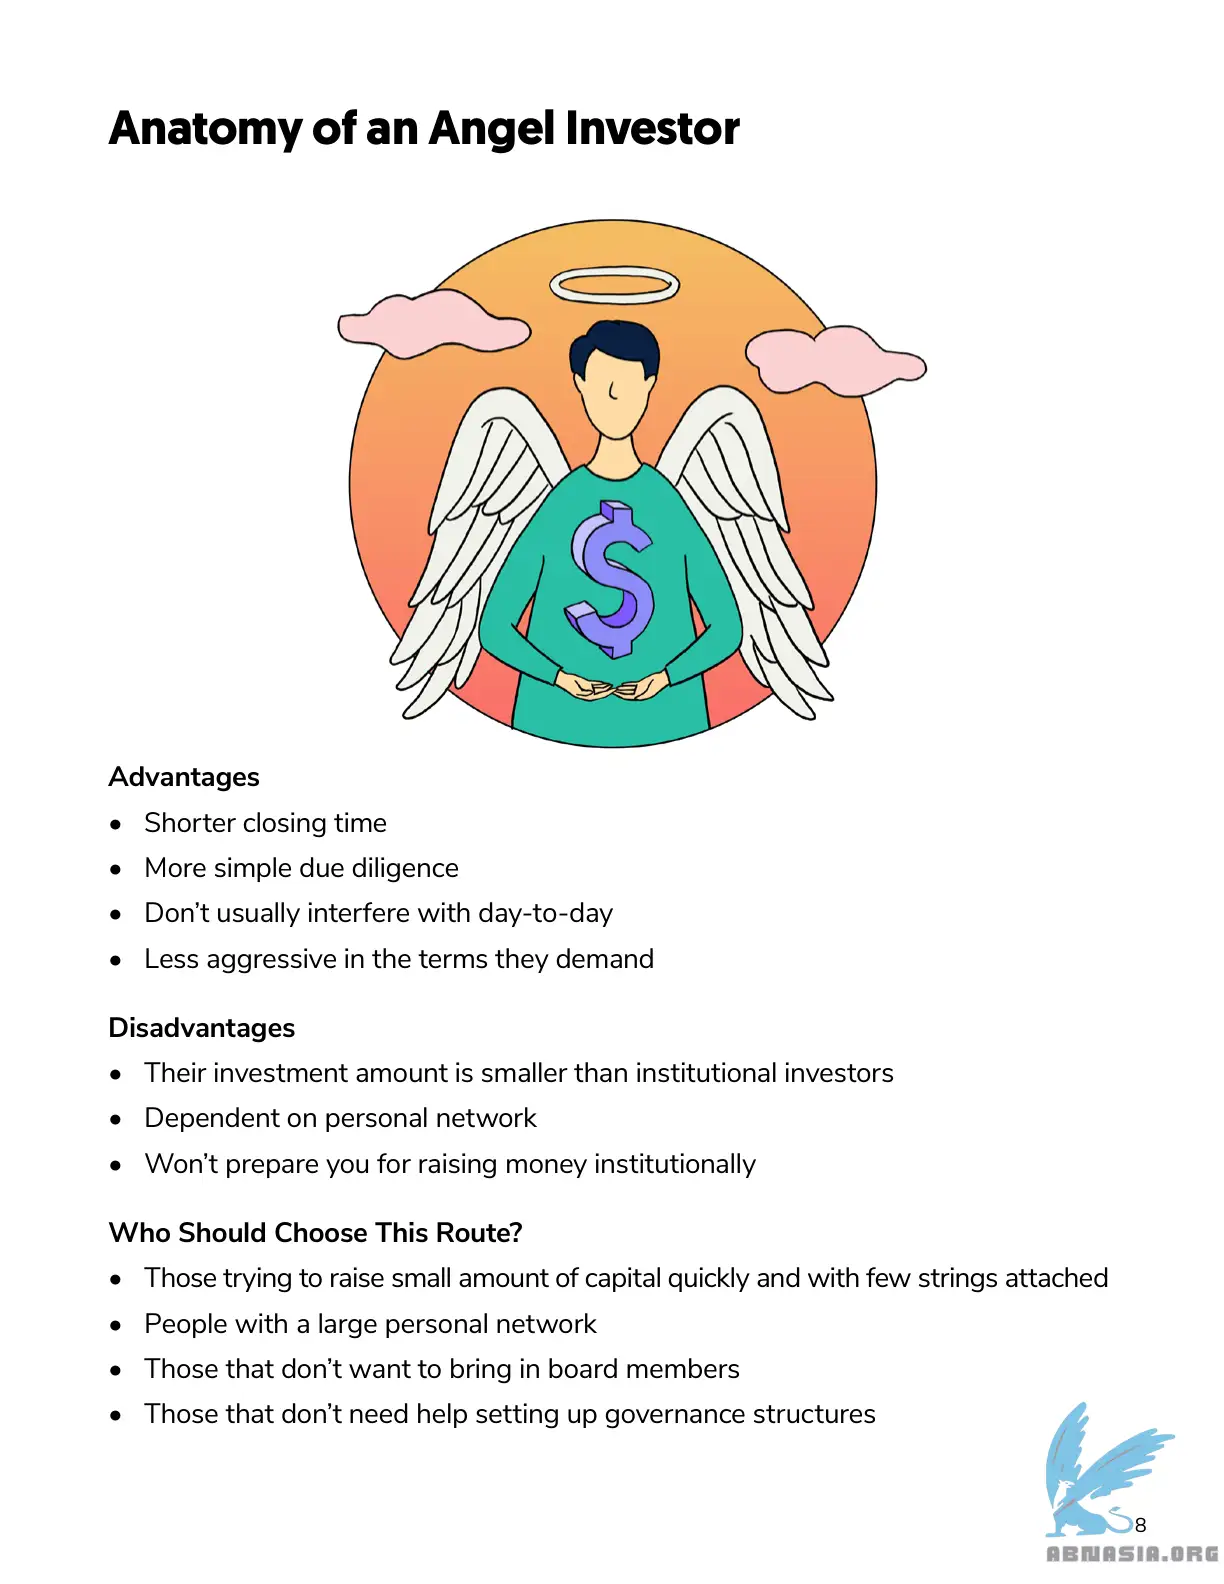 Anatomy of an Angel Investor
Advantages
• Shorter closing time
• More simple due diligence
• Don’t usually interfere with day-to-day
• Less aggressive in the terms they demand
Disadvantages
• Their investment amount is smaller than institutional investors
• Dependent on personal network
• Won’t prepare you for raising money institutionally
Who Should Choose This Route?
• Those trying to raise small amount of capital quickly and with few strings attached
• People with a large personal network
• Those that don’t want to bring in board members
• Those that don’t need help setting up governance structures
8
ABNASIA.ORG